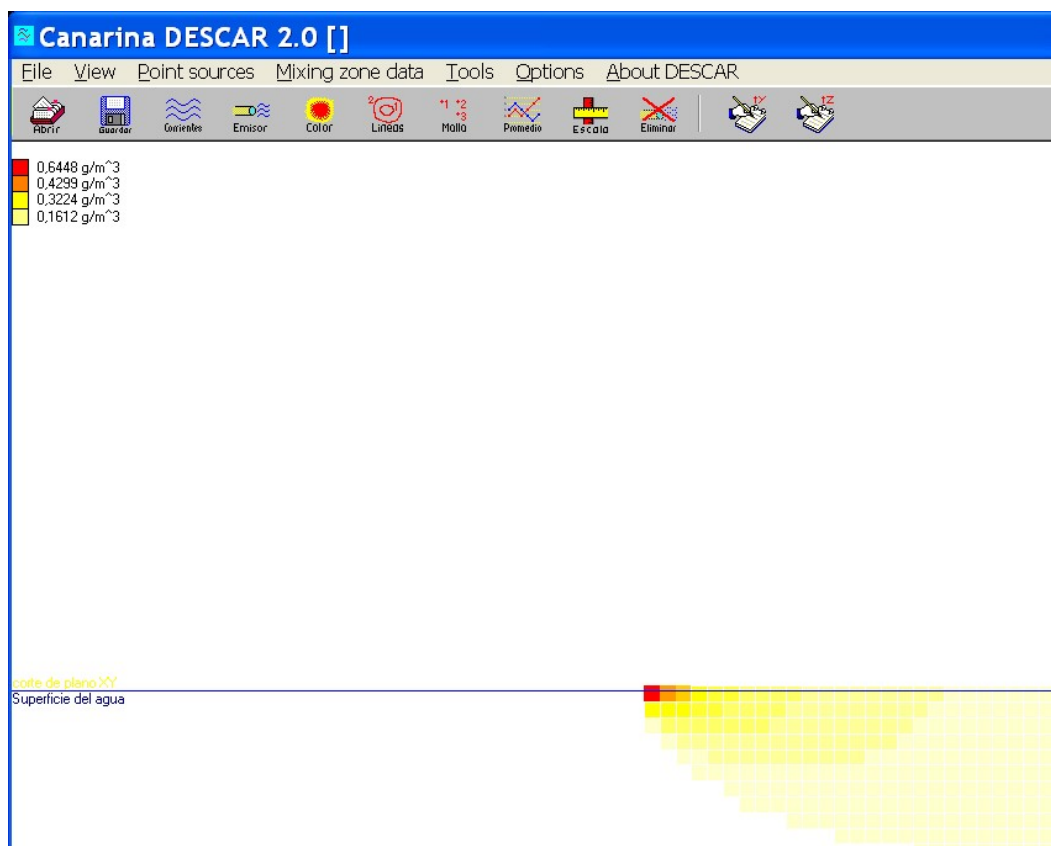 Canarina DESCAR 2.0 []
File View Point sources Mixing zone data Tools Options About DESCAR
Abrir Guardar Corrientes Emisor Color Lineas Malla Promedio Escala Eliminar
0,6448 g/m^3
0,4299 g/m^3
0,3224 g/m^3
0,1612 g/m^3
corte de plano XY
Superficie del agua